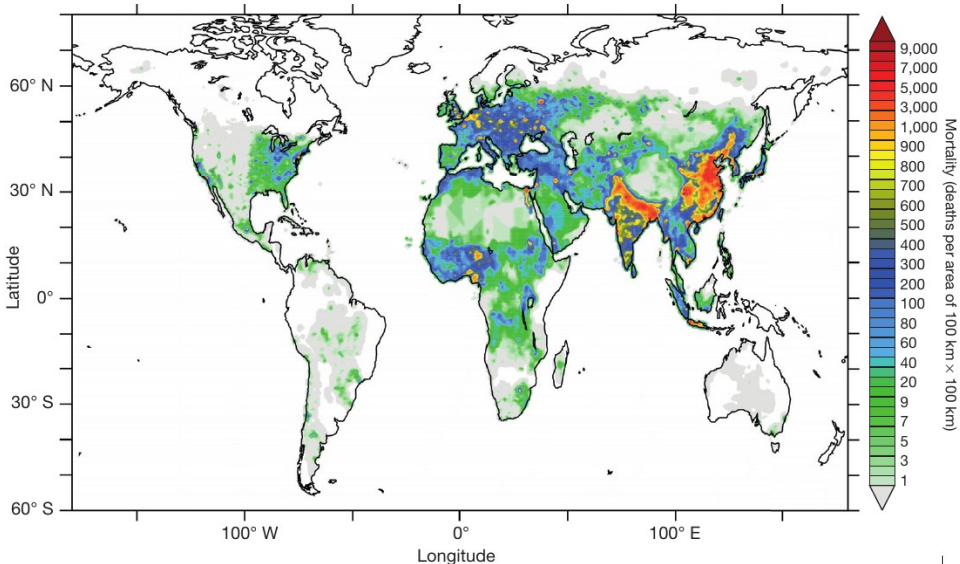 60° N
30° N
0°
30° S
60° S
Latitude
100° W
0°
100° E
Longitude
9,000
7,000
5,000
3,000
1,000
900
800
700
600
500
400
300
200
100
80
60
40
20
9
7
5
3
1
Mortality (deaths per area of 100 km × 100 km)